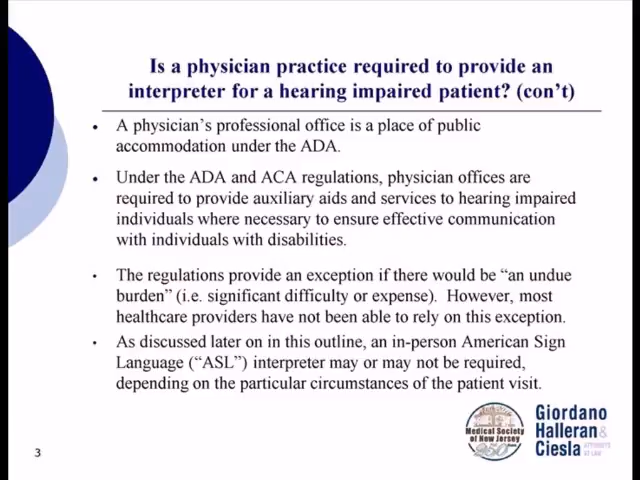 Is a physician practice required to provide an
interpreter for a hearing impaired patient? (con’t)
• A physician’s professional office is a place of public
accommodation under the ADA.
• Under the ADA and ACA regulations, physician offices are
required to provide auxiliary aids and services to hearing impaired
individuals where necessary to ensure effective communication
with individuals with disabilities.
• The regulations provide an exception if there would be “an undue
burden” (i.e. significant difficulty or expense). However, most
healthcare providers have not been able to rely on this exception.
• As discussed later on in this outline, an in-person American Sign
Language (“ASL”) interpreter may or may not be required,
depending on the particular circumstances of the patient visit.
Medical Society
of New Jersey
250
Giordano
Halleran &
Ciesla
ATTORNEYS
AT LAW
3